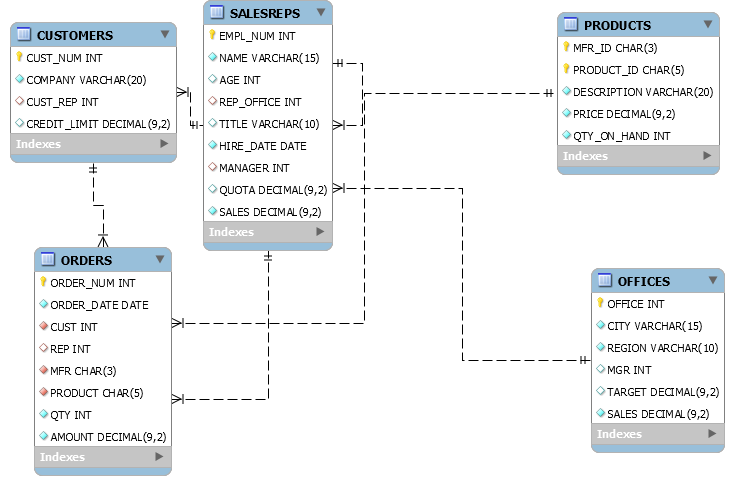 CUSTOMERS
CUST_NUM INT
COMPANY VARCHAR(20)
CUST_REP INT
CREDIT_LIMIT DECIMAL(9,2)
Indexes
SALESREPS
EMPL_NUM INT
NAME VARCHAR(15)
AGE INT
REP_OFFICE INT
TITLE VARCHAR(10)
HIRE_DATE DATE
MANAGER INT
QUOTA DECIMAL(9,2)
SALES DECIMAL(9,2)
Indexes
PRODUCTS
MFR_ID CHAR(3)
PRODUCT_ID CHAR(5)
DESCRIPTION VARCHAR(20)
PRICE DECIMAL(9,2)
QTY_ON_HAND INT
Indexes
ORDERS
ORDER_NUM INT
ORDER_DATE DATE
CUST INT
REP INT
MFR CHAR(3)
PRODUCT CHAR(5)
QTY INT
AMOUNT DECIMAL(9,2)
Indexes
OFFICES
OFFICE INT
CITY VARCHAR(15)
REGION VARCHAR(10)
MGR INT
TARGET DECIMAL(9,2)
SALES DECIMAL(9,2)
Indexes